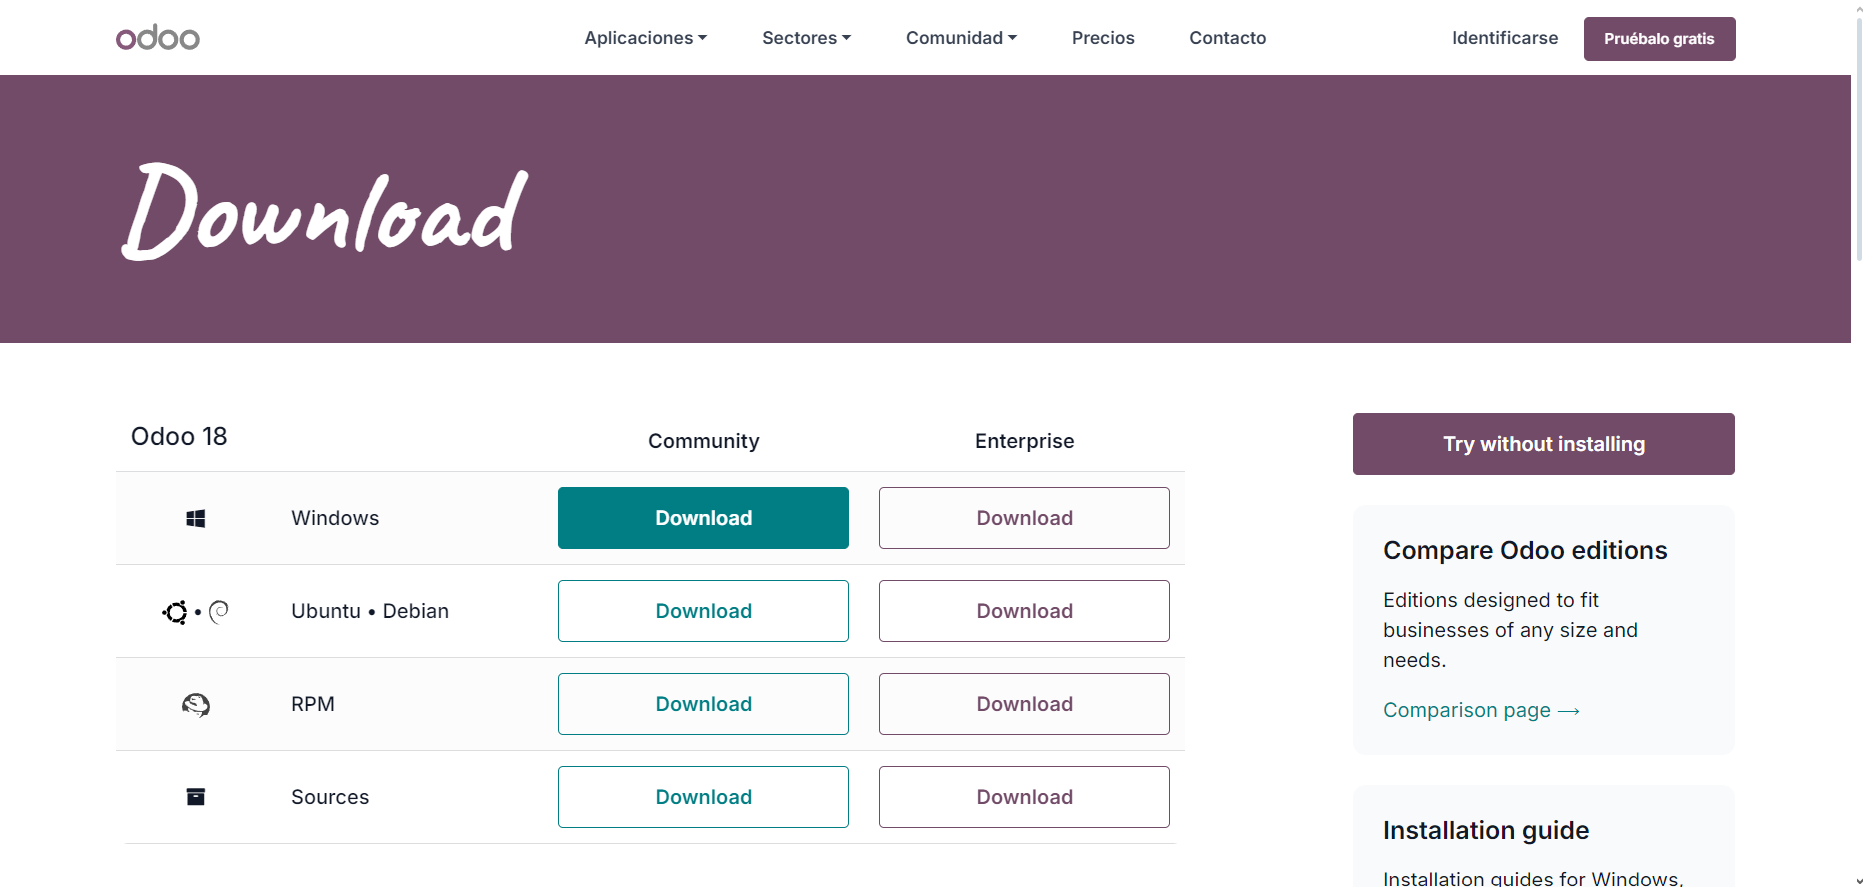 odoo
Aplicaciones
Sectores
Comunidad
Precios
Contacto
Identificarse
Pruébalo gratis
Download
Odoo 18
Community
Enterprise
Windows
Download
Download
Ubuntu • Debian
Download
Download
RPM
Download
Download
Sources
Download
Download
Try without installing
Compare Odoo editions
Editions designed to fit
businesses of any size and
needs.
Comparison page →
Installation guide
Installation guides for Windows,